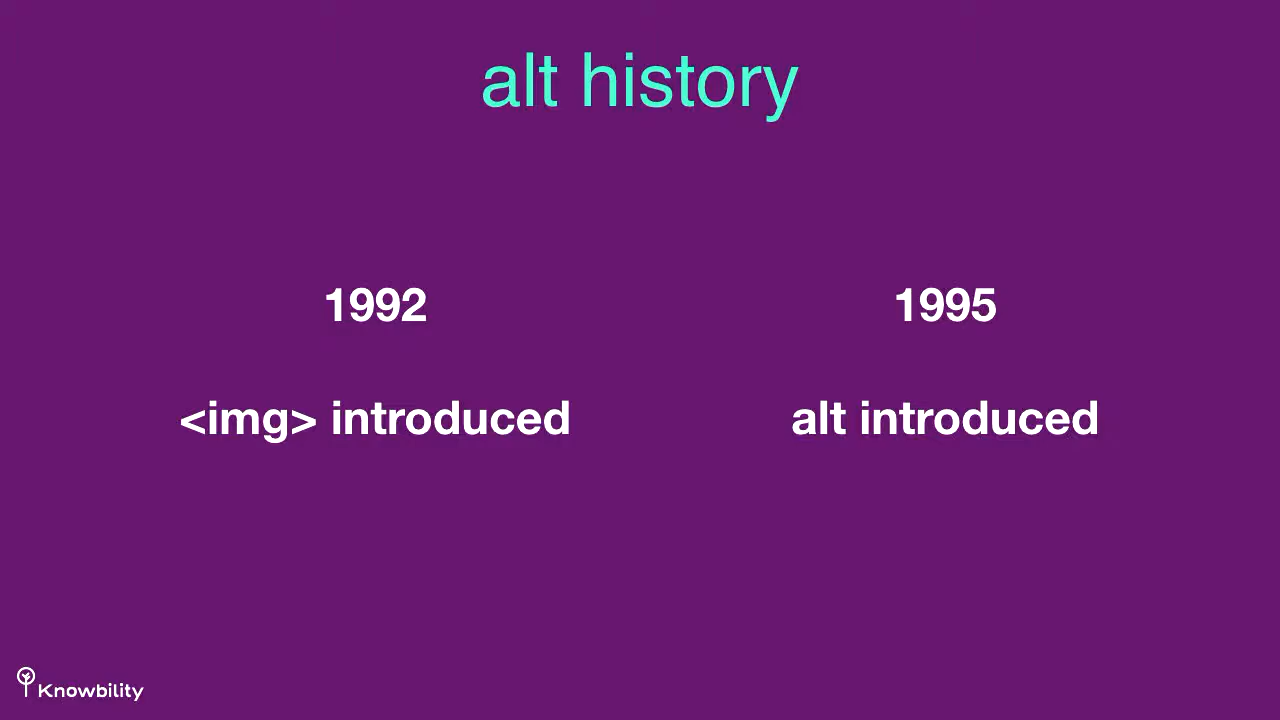 alt history
1992
1995
<img> introduced
alt introduced
Knowbility